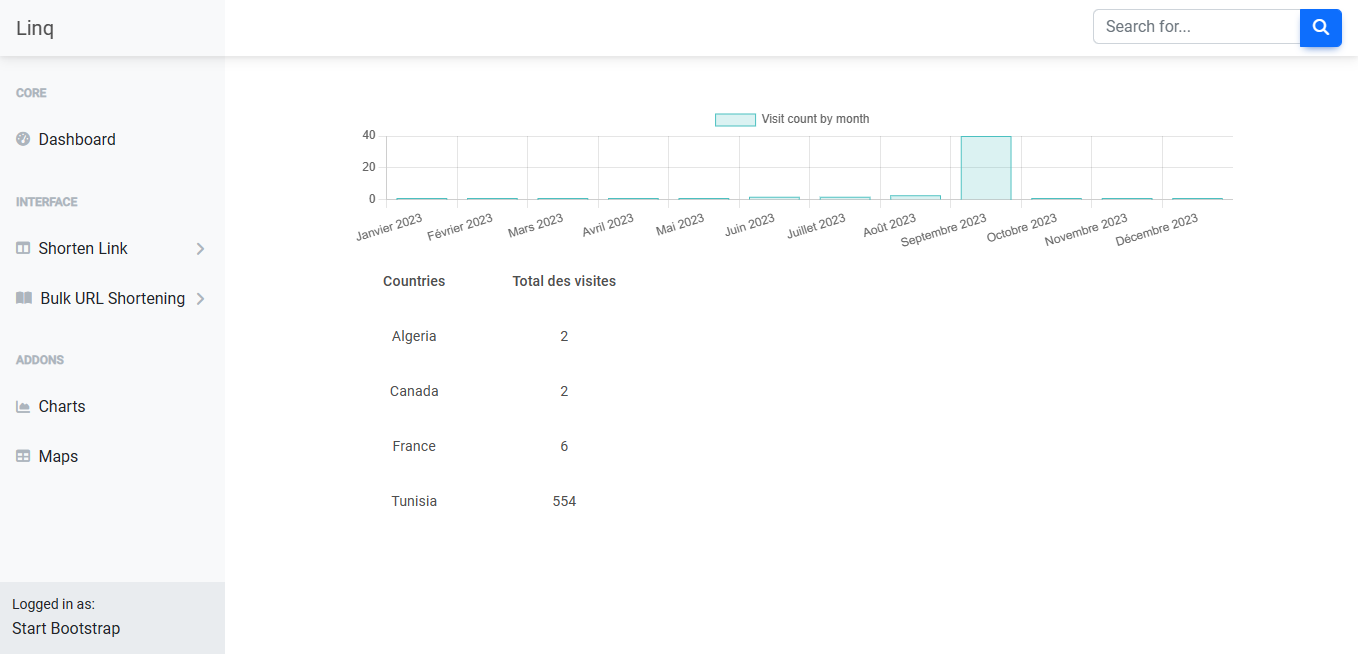 Linq
Search for...
CORE
Dashboard
INTERFACE
Shorten Link
Bulk URL Shortening
ADDONS
Charts
Maps
Logged in as:
Start Bootstrap
Visit count by month
40
20
0
Janvier 2023
Février 2023
Mars 2023
Avril 2023
Mai 2023
Juin 2023
Juillet 2023
Août 2023
Septembre 2023
Octobre 2023
Novembre 2023
Décembre 2023
Countries Total des visites
Algeria 2
Canada 2
France 6
Tunisia 554